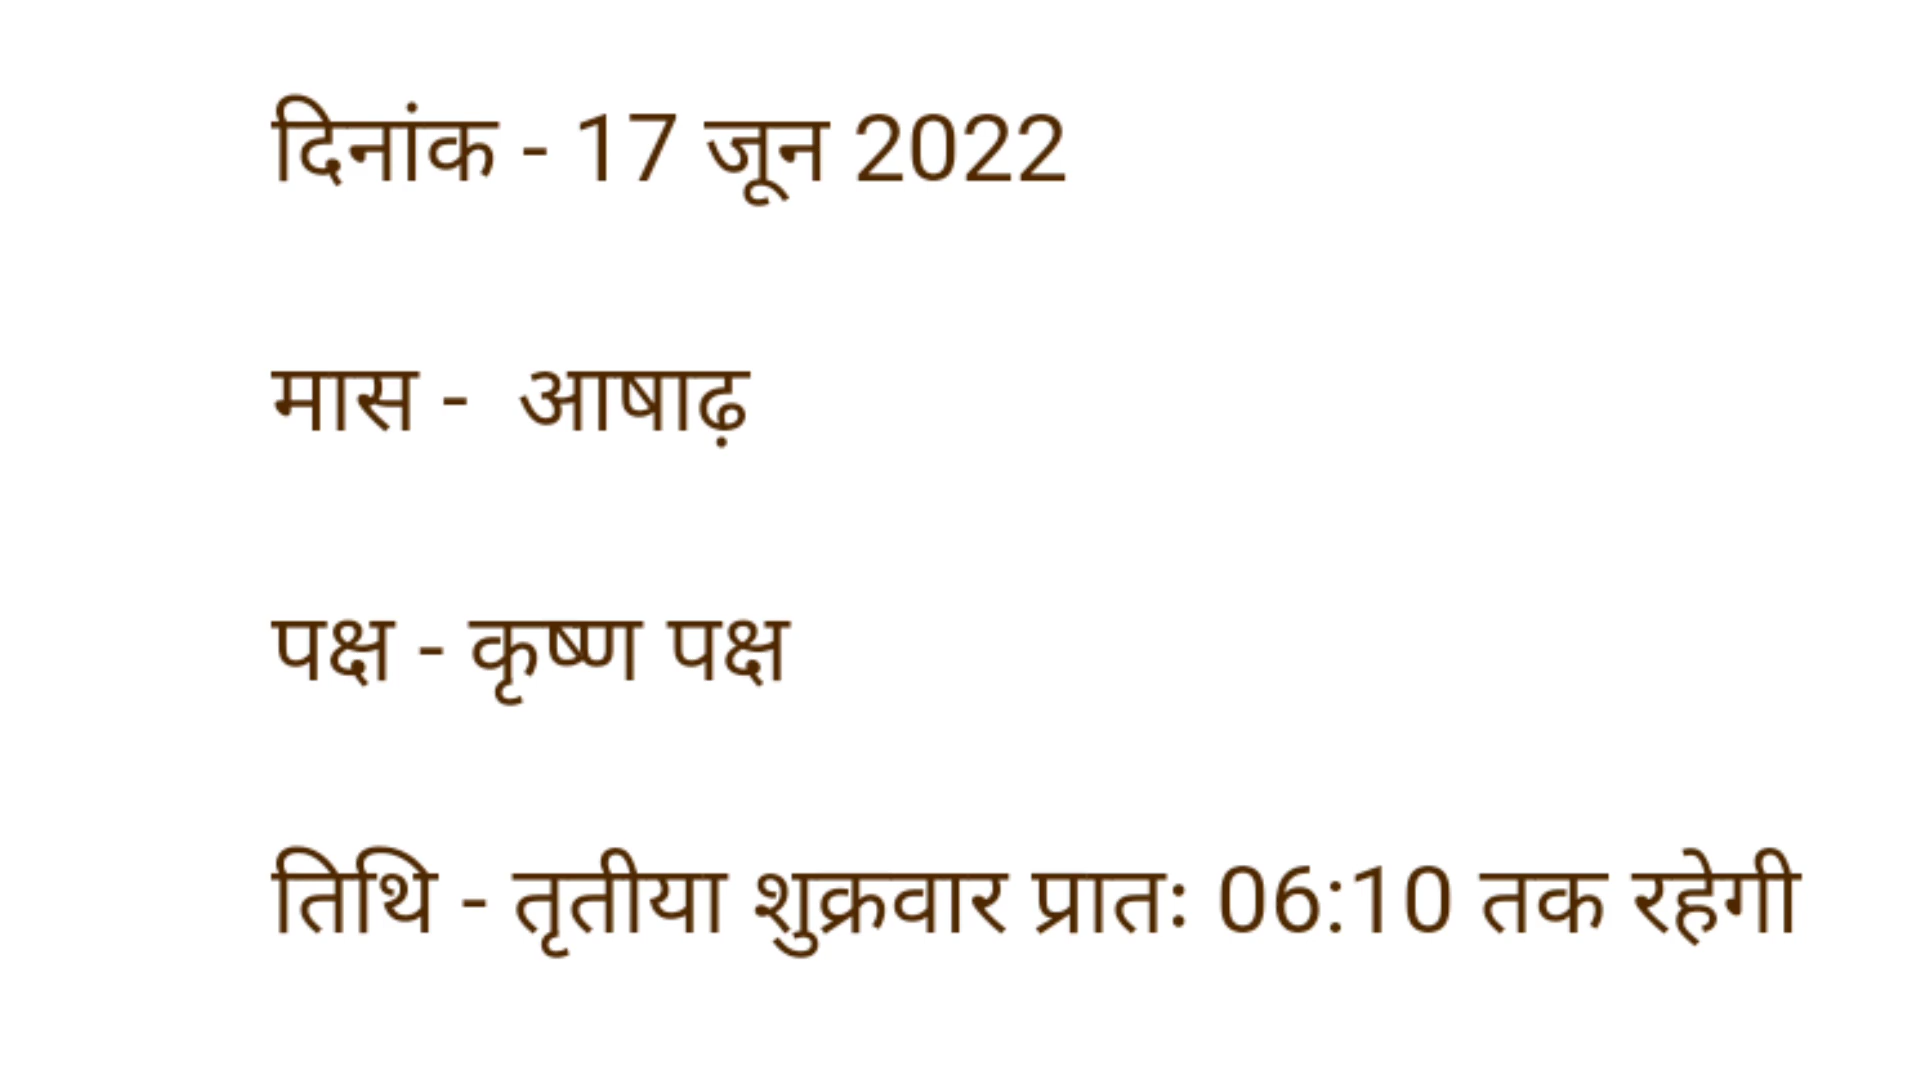 दिनांक - 17 जून 2022
मास -  आषाढ़
पक्ष - कृष्ण पक्ष
तिथि - तृतीया शुक्रवार प्रातः 06:10 तक रहेगी